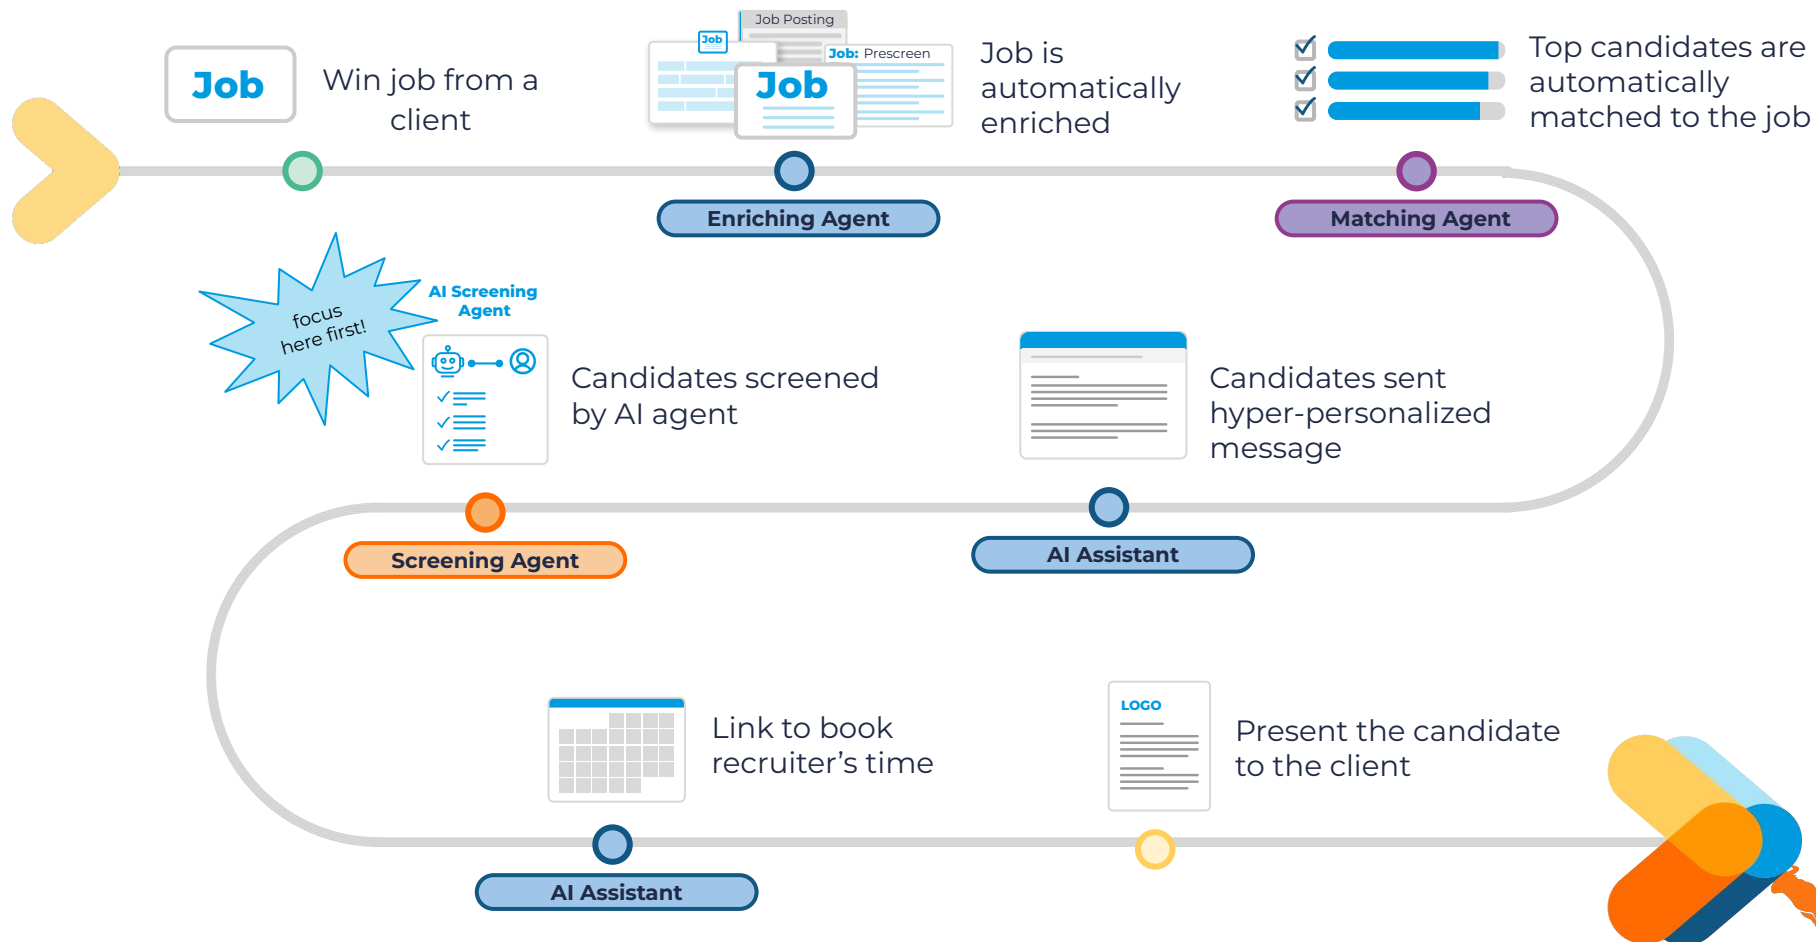 Job
Win job from a
client
Job Posting
Job
Job: Prescreen
Job
Job is
automatically
enriched
Top candidates are
automatically
matched to the job
Enriching Agent
Matching Agent
focus
here first!
AI Screening
Agent
Candidates screened
by AI agent
Candidates sent
hyper-personalized
message
Screening Agent
AI Assistant
Link to book
recruiter’s time
LOGO
Present the candidate
to the client
AI Assistant